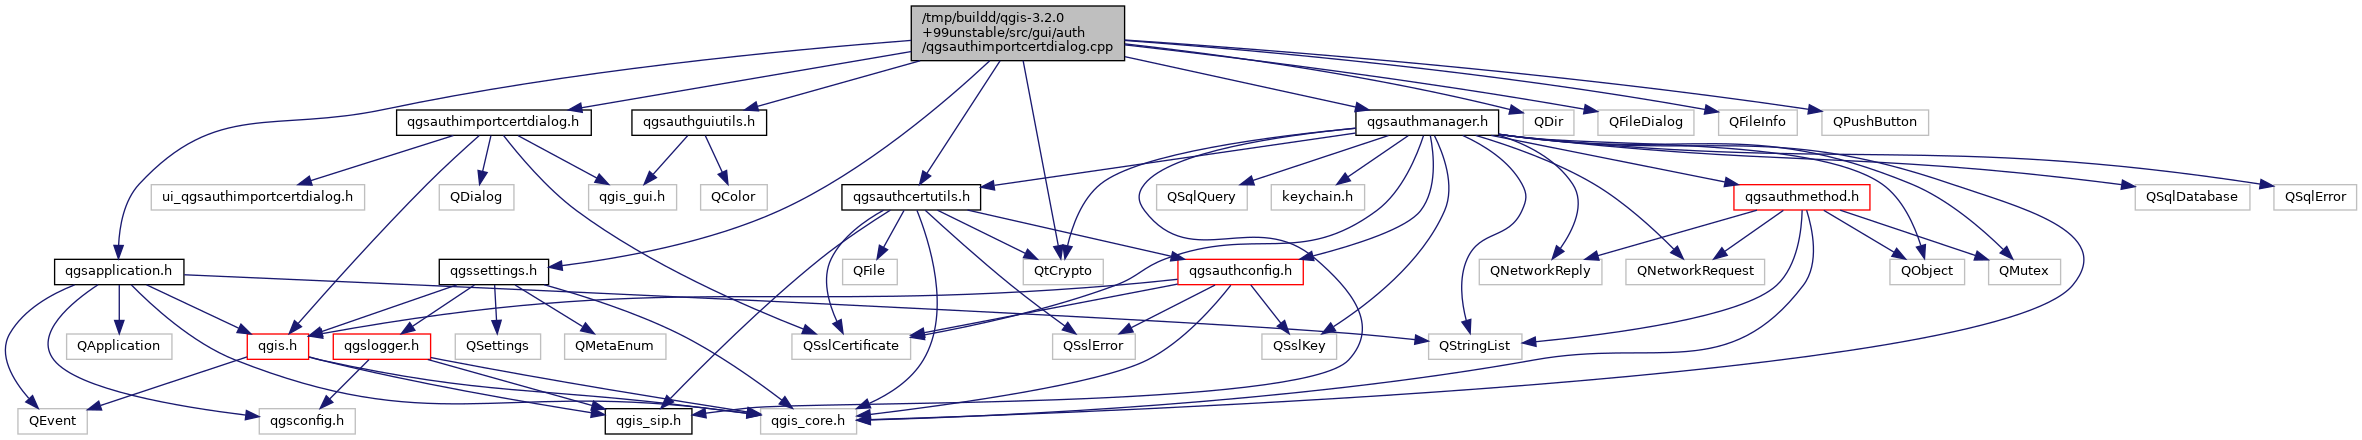 /tmp/buildd/qgis-3.2.0
+99unstable/src/gui/auth
/qgsauthimportcertdialog.cpp
qgsauthimportcertdialog.h
qgsauthguiutils.h
qgsauthmanager.h
QDir
QFileDialog
QFileInfo
QPushButton
ui_qgsauthimportcertdialog.h
QDialog
qgis_gui.h
QColor
qgsauthcertutils.h
QSqlQuery
keychain.h
qgsauthmethod.h
QSqlDatabase
QSqlError
qgsapplication.h
qgssettings.h
QFile
QtCrypto
qgsauthconfig.h
QNetworkReply
QNetworkRequest
QObject
QMutex
QApplication
qgis.h
qgslogger.h
QSettings
QMetaEnum
QSslCertificate
QSslError
QSslKey
QStringList
QEvent
qgsconfig.h
qgis_sip.h
qgis_core.h